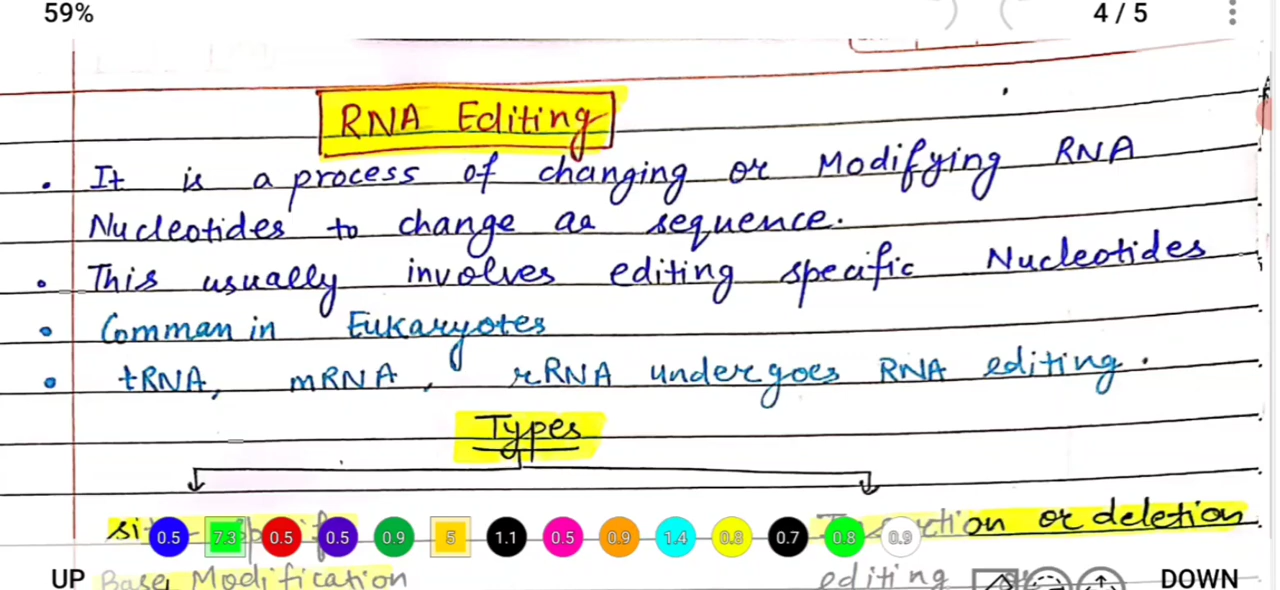 59%
4 / 5
RNA Editing
• It is a process of changing or Modifying RNA
Nucleotides to change as sequence.
• This usually involves editing specific Nucleotides
• Comman in Eukaryotes
• tRNA, mRNA, rRNA undergoes RNA editing.
Types
or deletion
0.5 7.3 0.5 0.5 0.9 5 1.1 0.5 0.9 1.4 0.8 0.7 0.8 0.9
UP Base Modification editing DOWN